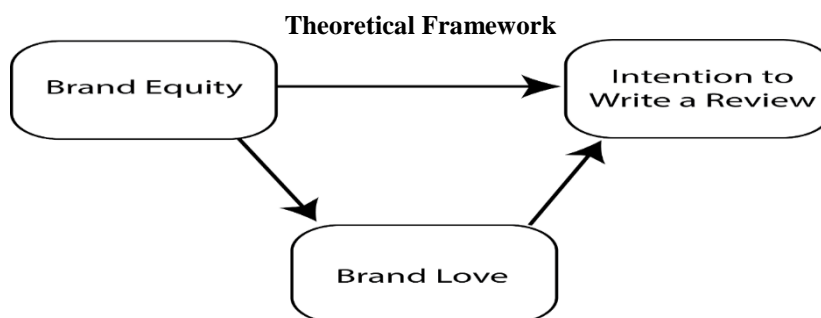 Theoretical Framework
Brand Equity
Intention to
Write a Review
Brand Love